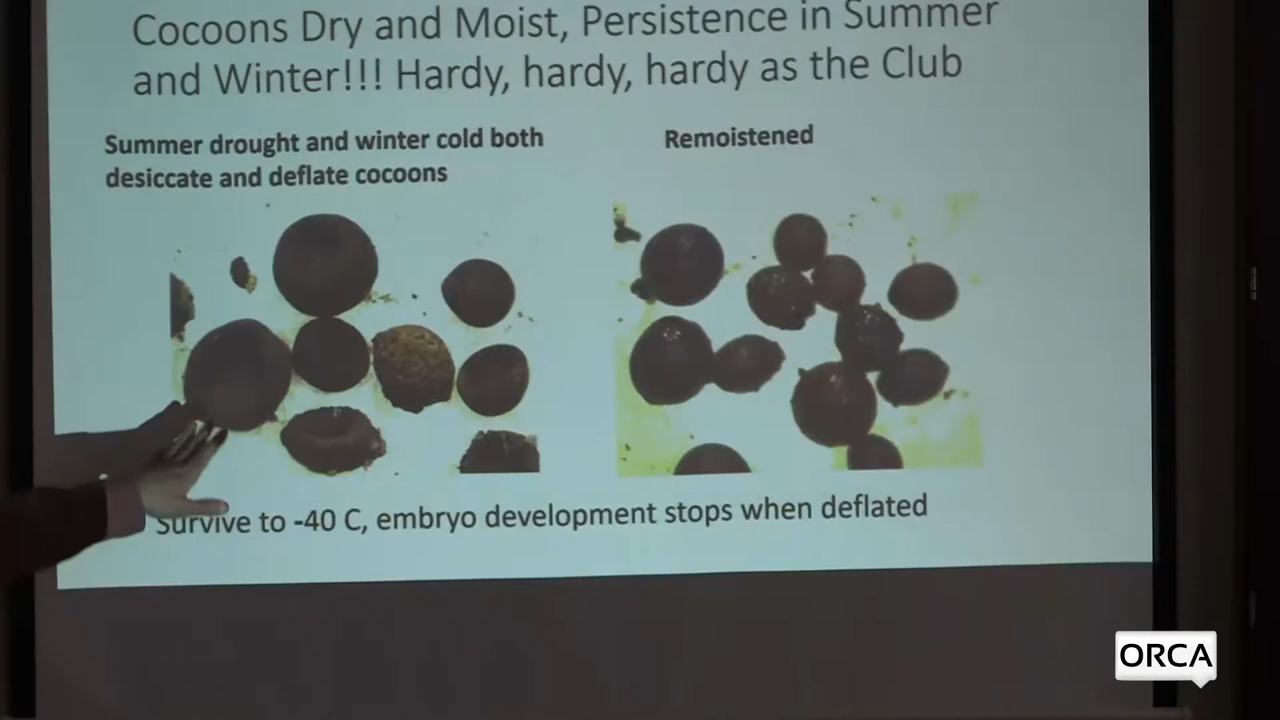 Cocoons Dry and Moist, Persistence in Summer
and Winter!!! Hardy, hardy, hardy as the Club
Summer drought and winter cold both
desiccate and deflate cocoons
Remoistened
Survive to -40 C, embryo development stops when deflated
ORCA